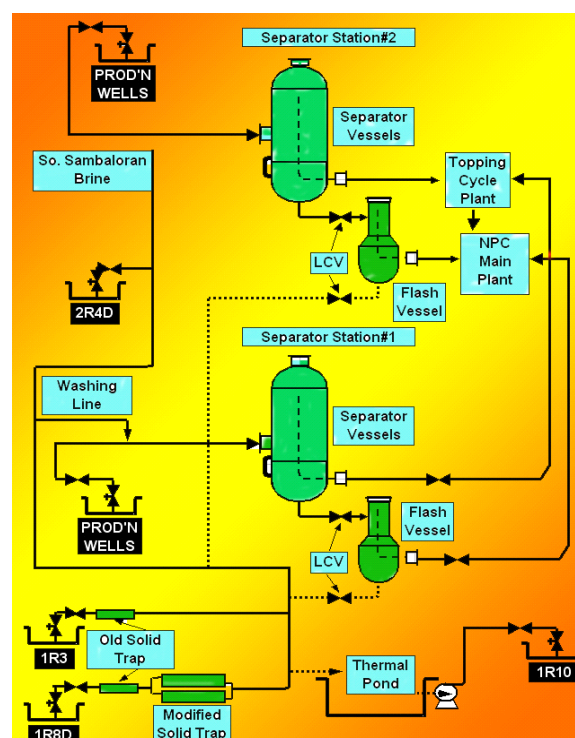 Separator Station#2
PROD'N
WELLS
Separator
Vessels
So. Sambaloran
Brine
Topping
Cycle
Plant
NPC
Main
Plant
LCV
2R4D
Flash
Vessel
Separator Station#1
Washing
Line
Separator
Vessels
PROD'N
WELLS
Flash
Vessel
LCV
Old Solid
Trap
1R3
Thermal
Pond
1R10
1R8D
Modified
Solid Trap